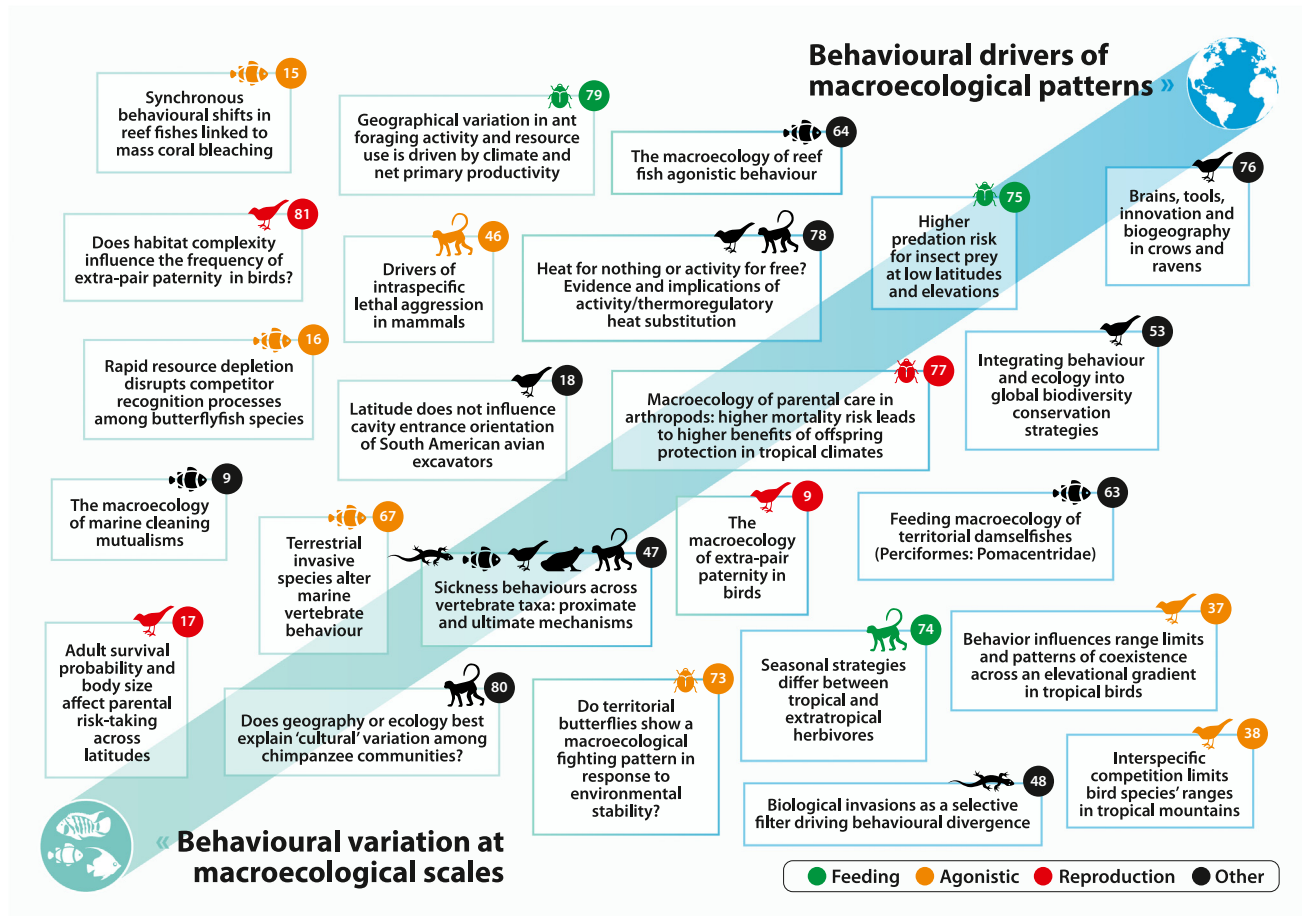 Behavioural drivers of
macroecological patterns »
15
Synchronous
behavioural shifts in
reef fishes linked to
mass coral bleaching
79
Geographical variation in ant
foraging activity and resource
use is driven by climate and
net primary productivity
64
The macroecology of reef
fish agonistic behaviour
76
Brains, tools,
innovation and
biogeography
in crows and
ravens
81
Does habitat complexity
influence the frequency of
extra-pair paternity in birds?
46
Drivers of
intraspecific
lethal aggression
in mammals
78
Heat for nothing or activity for free?
Evidence and implications of
activity/thermoregulatory
heat substitution
75
Higher
predation risk
for insect prey
at low latitudes
and elevations
16
Rapid resource depletion
disrupts competitor
recognition processes
among butterflyfish species
18
Latitude does not influence
cavity entrance orientation
of South American avian
excavators
77
Macroecology of parental care in
arthropods: higher mortality risk leads
to higher benefits of offspring
protection in tropical climates
53
Integrating behaviour
and ecology into
global biodiversity
conservation
strategies
9
The macroecology
of marine cleaning
mutualisms
67
Terrestrial
invasive
species alter
marine
vertebrate
behaviour
47
Sickness behaviours across
vertebrate taxa: proximate
and ultimate mechanisms
9
The
macroecology
of extra-pair
paternity in
birds
63
Feeding macroecology of
territorial damselfishes
(Perciformes: Pomacentridae)
17
Adult survival
probability and
body size
affect parental
risk-taking
across
latitudes
80
Does geography or ecology best
explain ‘cultural’ variation among
chimpanzee communities?
73
Do territorial
butterflies show a
macroecological
fighting pattern in
response to
environmental
stability?
74
Seasonal strategies
differ between
tropical and
extratropical
herbivores
37
Behavior influences range limits
and patterns of coexistence
across an elevational gradient
in tropical birds
48
Biological invasions as a selective
filter driving behavioural divergence
38
Interspecific
competition limits
bird species’ ranges
in tropical mountains
« Behavioural variation at
macroecological scales
Feeding Agonistic Reproduction Other